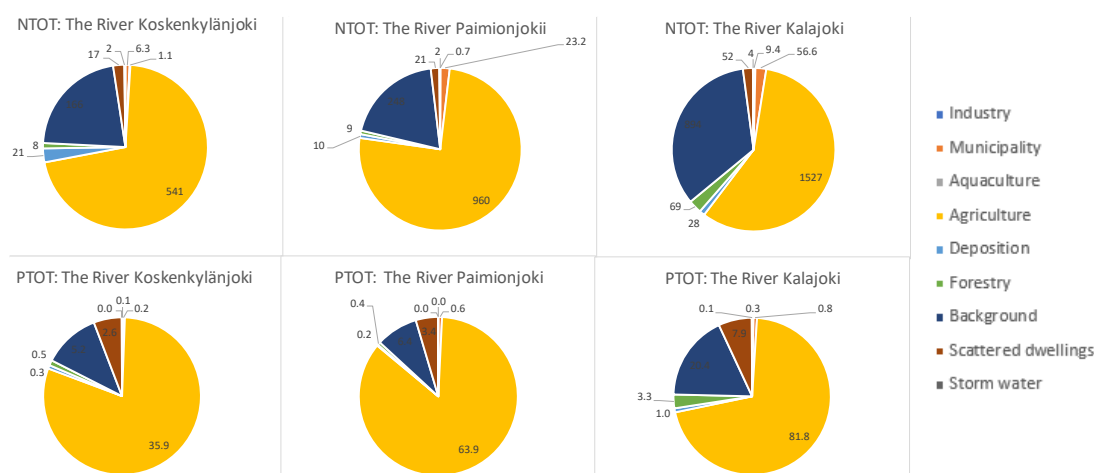 NTOT: The River Koskenkylänjoki
6.3
2
1.1
17
8
21
541
NTOT: The River Paimionjokii
2
0.7
23.2
21
9
10
960
NTOT: The River Kalajoki
4
9.4
56.6
52
69
28
1527
PTOT: The River Koskenkylänjoki
0.1
0.0
0.2
2.6
0.5
0.3
35.9
PTOT: The River Paimionjoki
0.0
0.0
0.6
0.4
3.4
0.2
63.9
PTOT: The River Kalajoki
0.1
0.3
0.8
7.9
3.3
1.0
81.8
Industry
Municipality
Aquaculture
Agriculture
Deposition
Forestry
Background
Scattered dwellings
Storm water